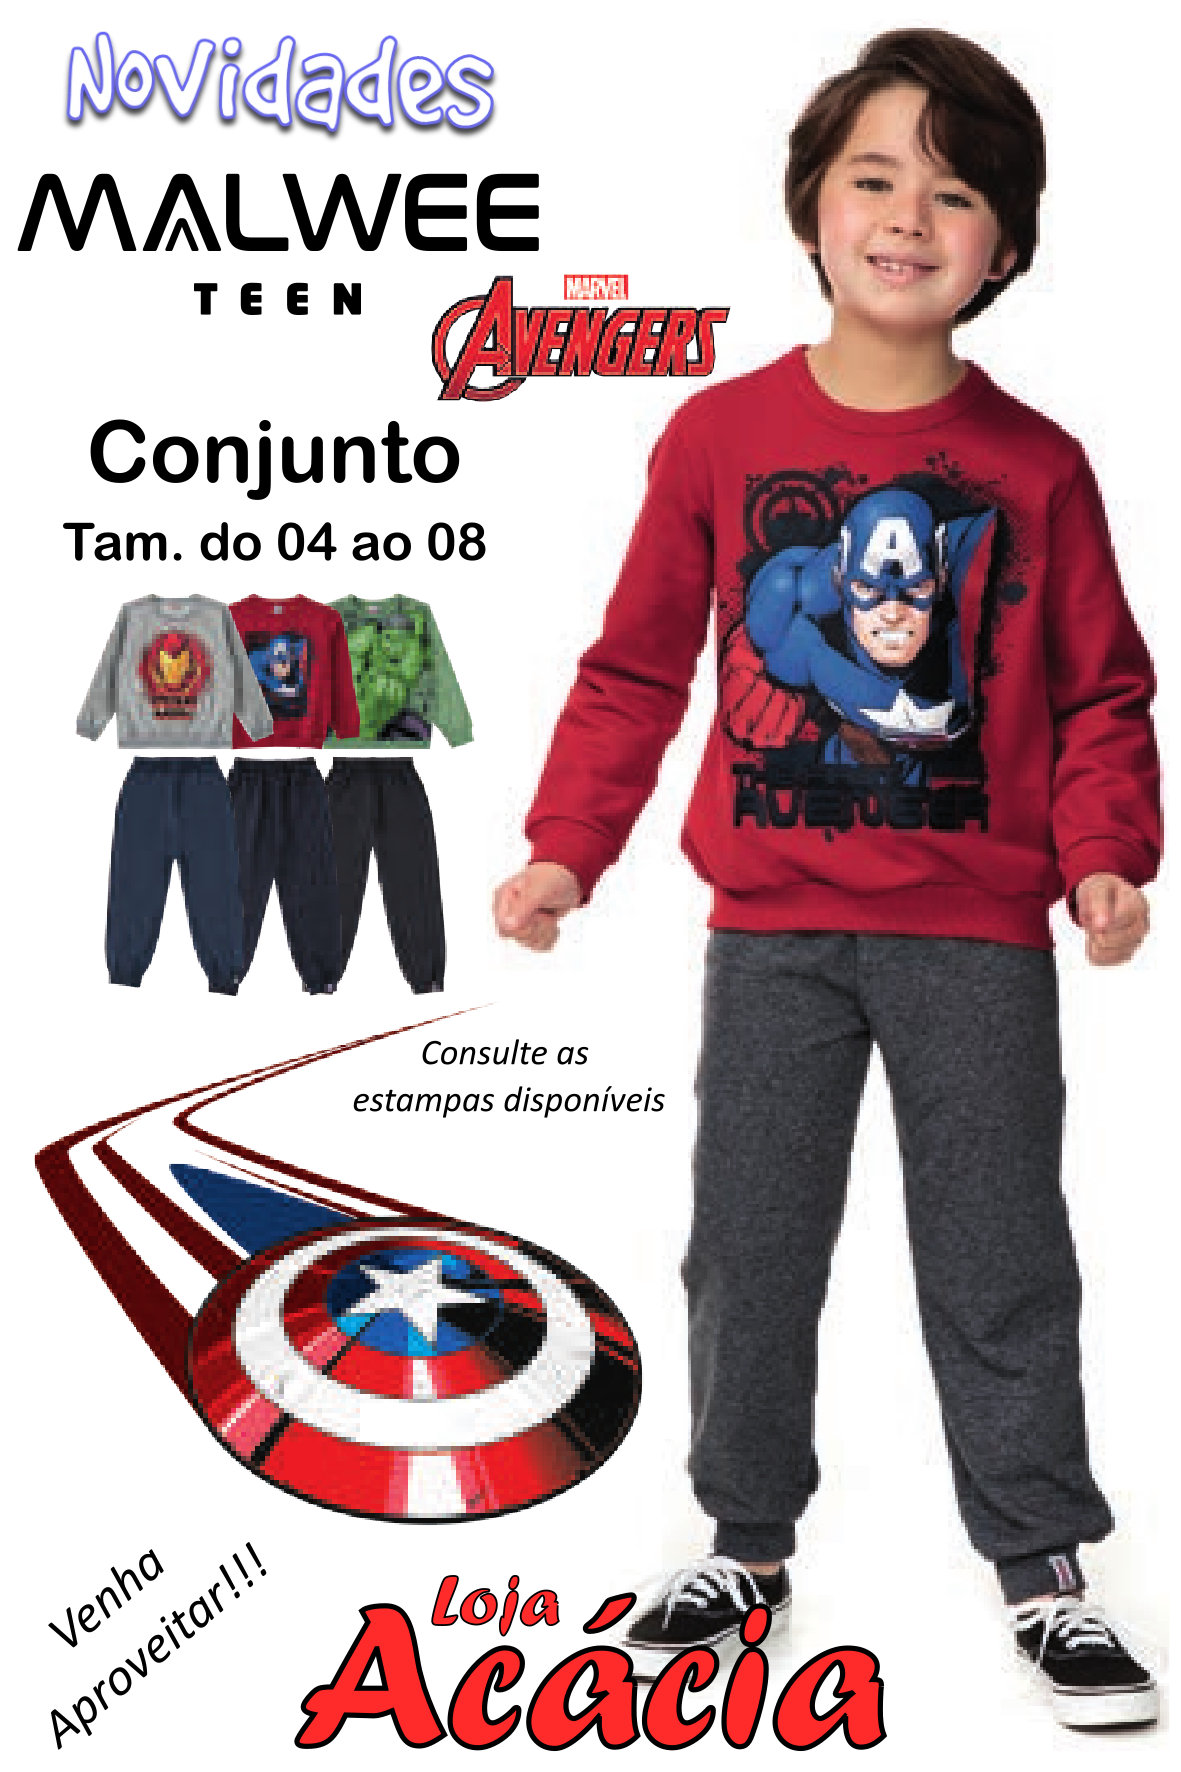 Novidades
MALWEE
TEEN
MARVEL
AVENGERS
Conjunto
Tam. do 04 ao 08
A
AVENGER
Consulte as
estampas disponíveis
Venha
Aproveitar!!!
Loja
Acácia